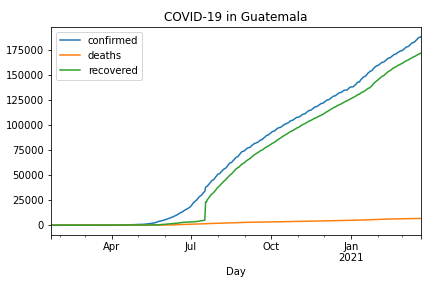 COVID-19 in Guatemala
confirmed
deaths
recovered
175000
150000
125000
100000
75000
50000
25000
0
Apr
Jul
Oct
Jan
2021
Day